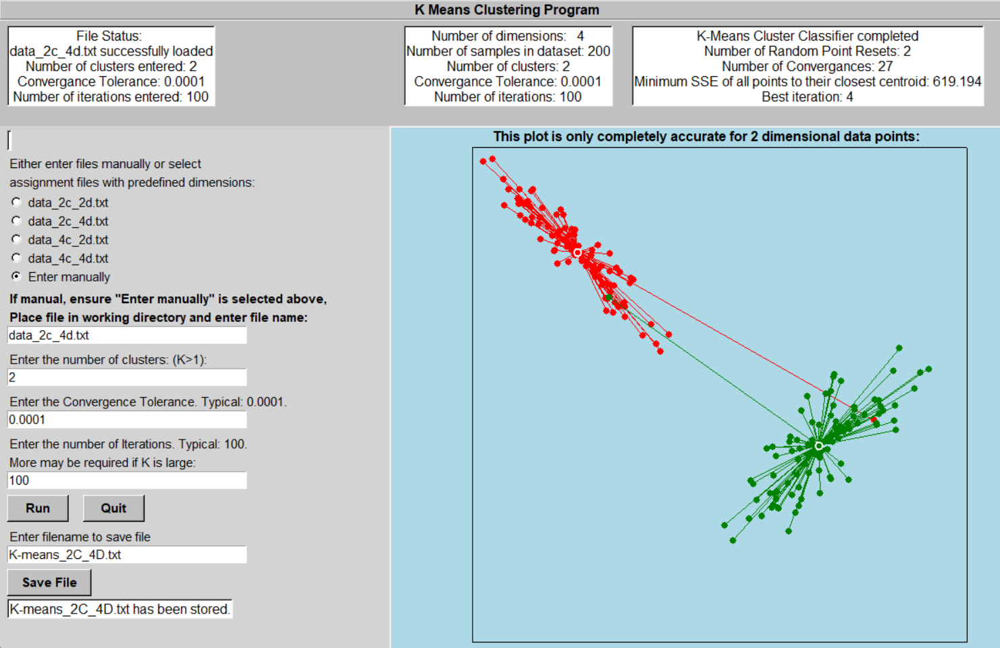 K Means Clustering Program
File Status:
data_2c_4d.txt successfully loaded
Number of clusters entered: 2
Convergance Tolerance: 0.0001
Number of iterations entered: 100
Number of dimensions:   4
Number of samples in dataset: 200
Number of clusters: 2
Convergance Tolerance: 0.0001
Number of iterations: 100
K-Means Cluster Classifier completed
Number of Random Point Resets: 2
Number of Convergances: 27
Minimum SSE of all points to their closest centroid: 619.194
Best iteration: 4
Either enter files manually or select
assignment files with predefined dimensions:
data_2c_2d.txt
data_2c_4d.txt
data_4c_2d.txt
data_4c_4d.txt
Enter manually
If manual, ensure "Enter manually" is selected above,
Place file in working directory and enter file name:
data_2c_4d.txt
Enter the number of clusters: (K>1):
2
Enter the Convergence Tolerance. Typical: 0.0001.
0.0001
Enter the number of Iterations. Typical: 100.
More may be required if K is large:
100
Run
Quit
Enter filename to save file
K-means_2C_4D.txt
Save File
K-means_2C_4D.txt has been stored.
This plot is only completely accurate for 2 dimensional data points: